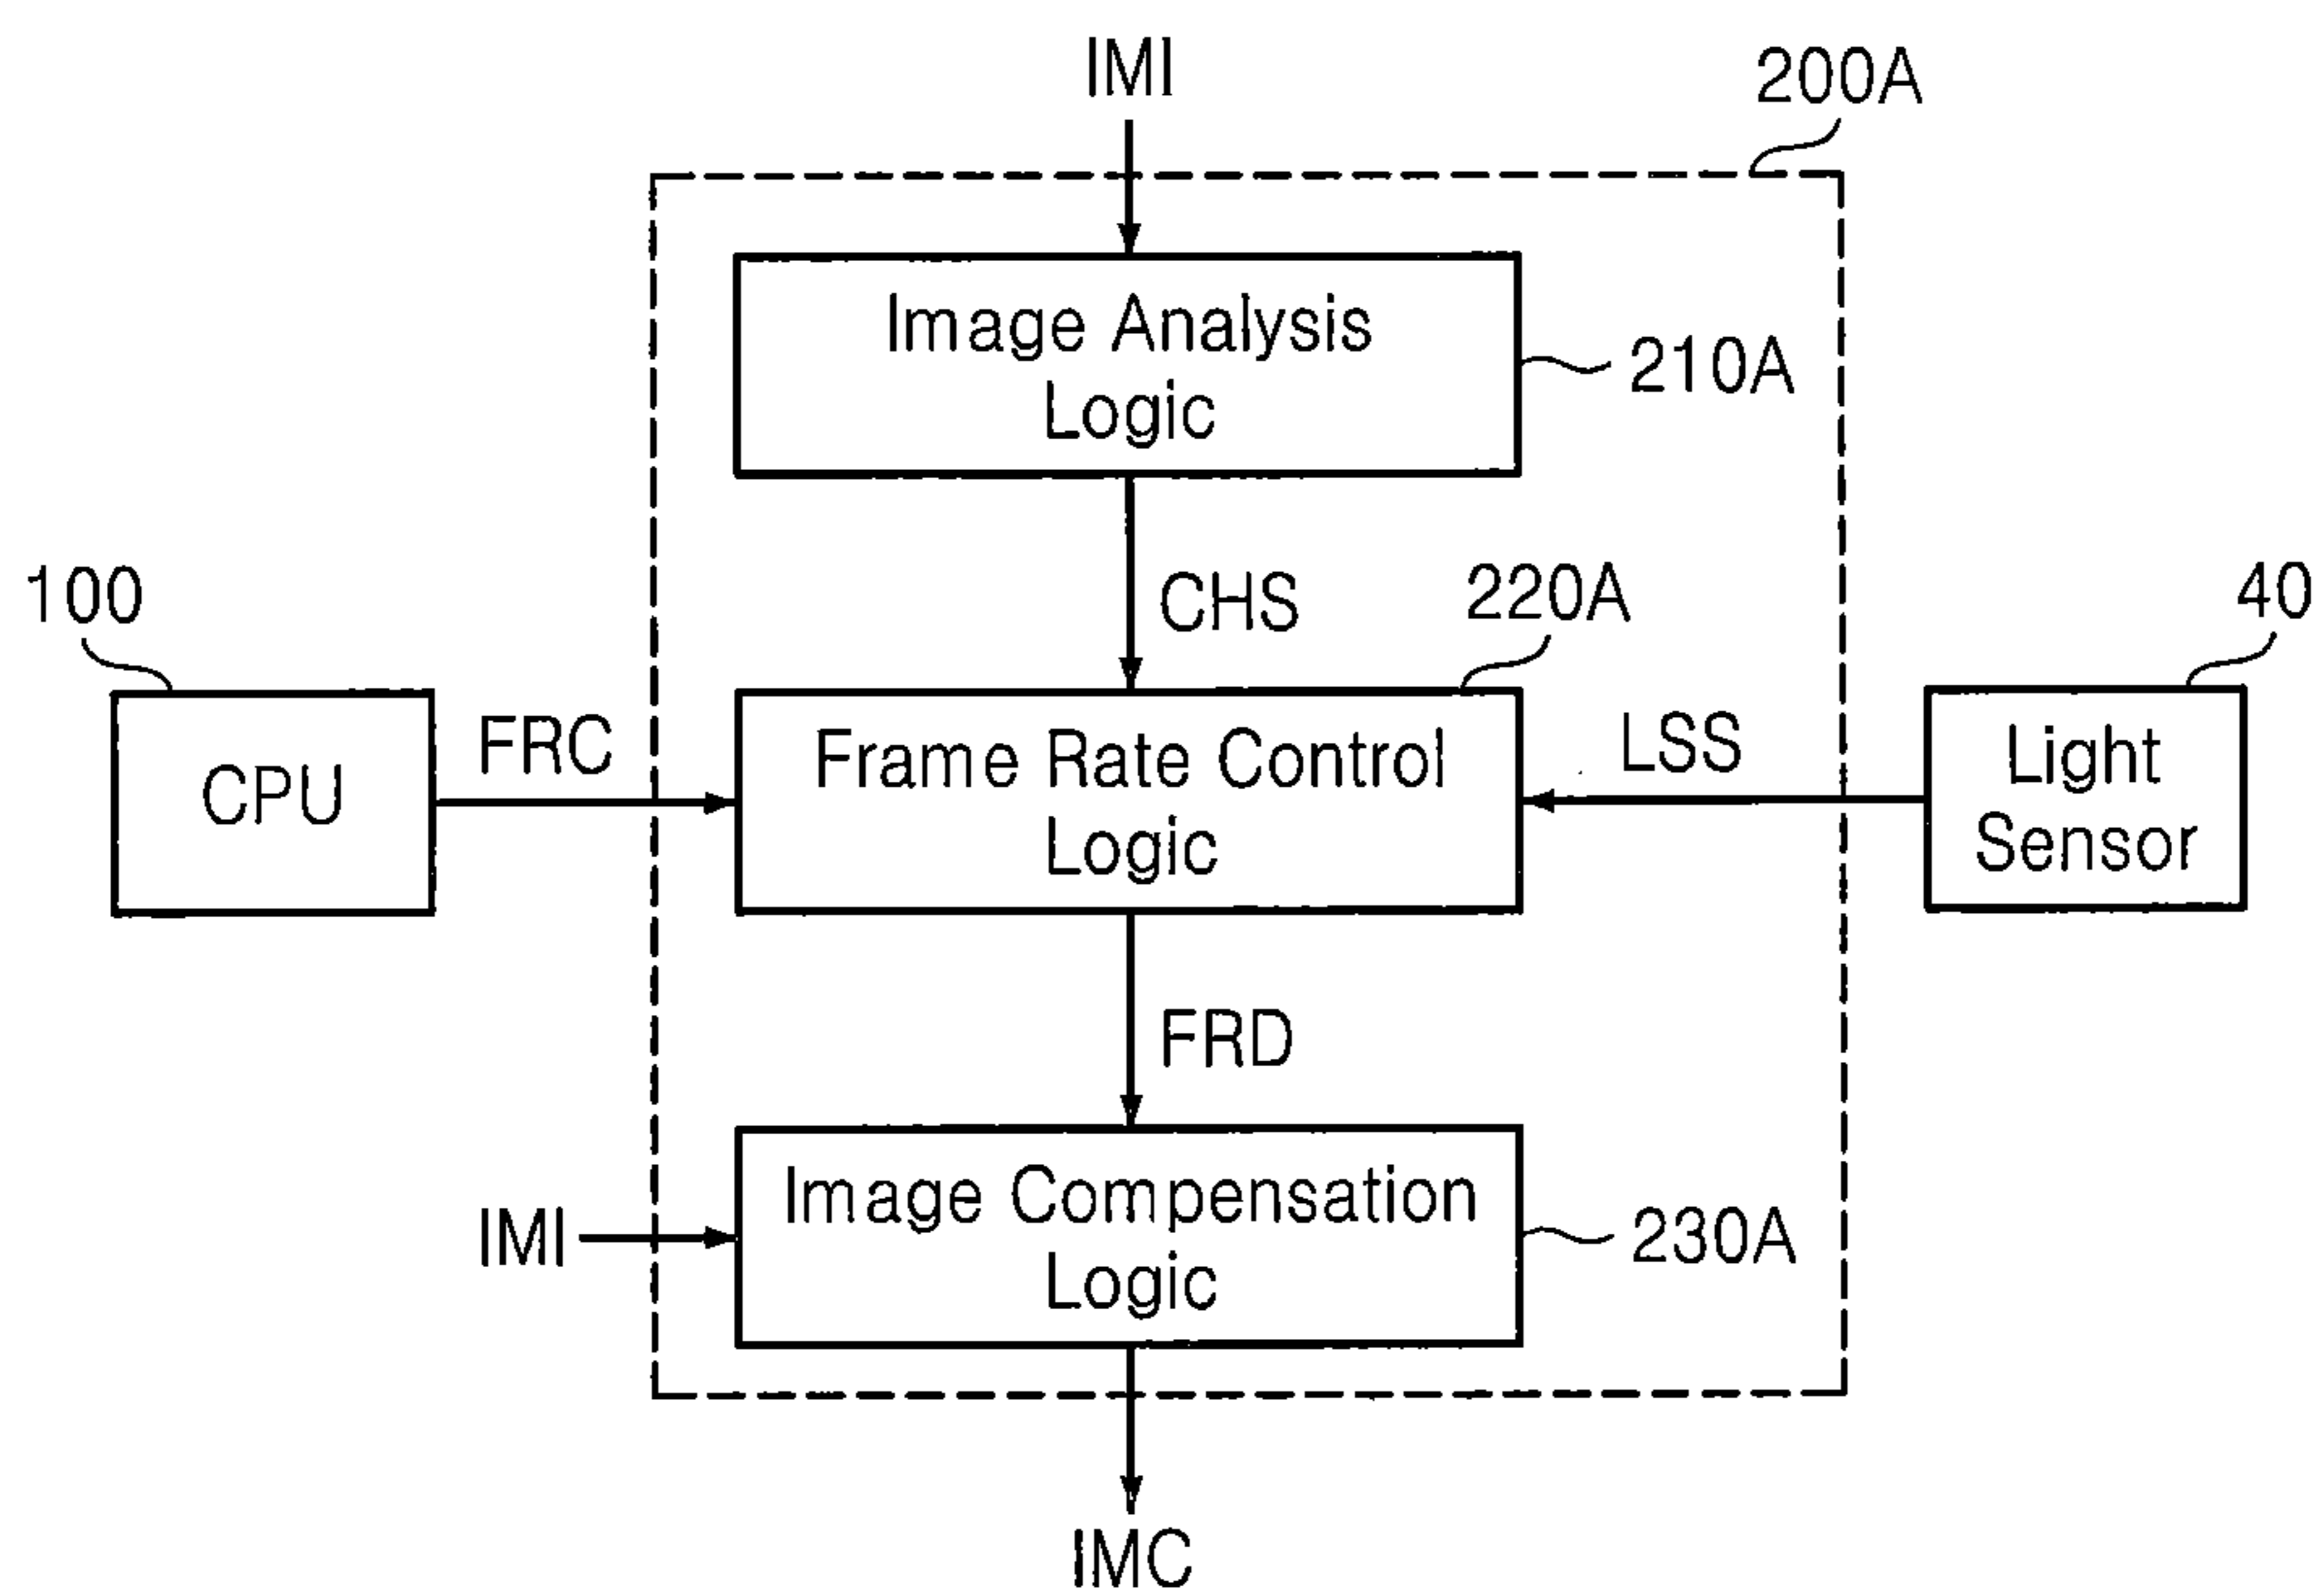 IMI
200A
Image Analysis
Logic
210A
CHS
220A
100
40
CPU
FRC
Frame Rate Control
Logic
LSS
Light
Sensor
FRD
IMI
Image Compensation
Logic
230A
IMC